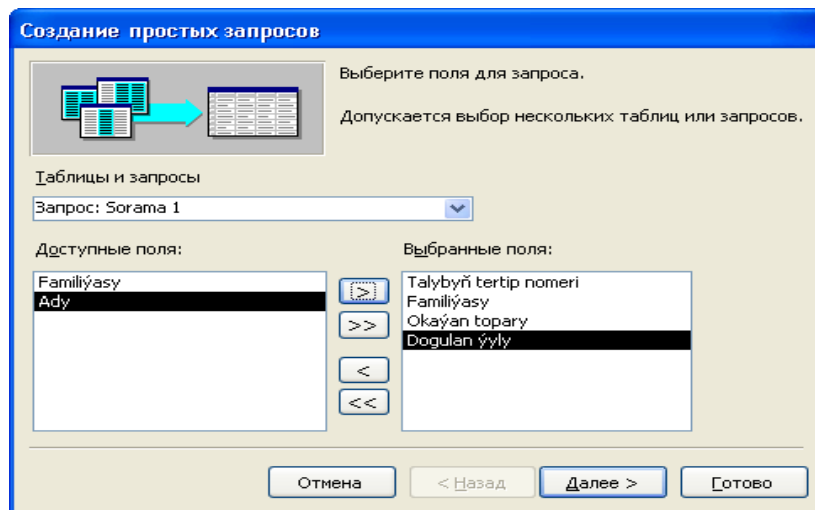 Создание простых запросов
Выберите поля для запроса.
Допускается выбор нескольких таблиц или запросов.
Таблицы и запросы
Запрос: Sorama 1
Доступные поля:
Выбранные поля:
Familiýasy
Ady
>
>>
<
<<
Talybyň tertip nomeri
Familiýasy
Okaýan topary
Dogulan ýyly
Отмена
< Назад
Далее >
Готово